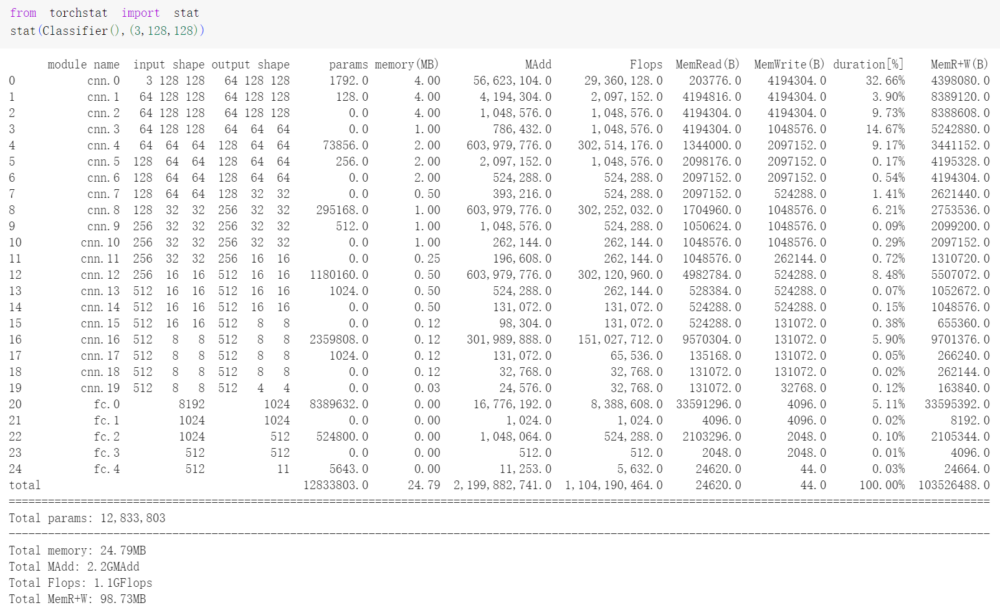 from torchstat import stat
stat(Classifier(),(3,128,128))
module name input shape output shape params memory(MB) MAdd Flops MemRead(B) MemWrite(B) duration[%] MemR+W(B)
0 cnn.0 3 128 128 64 128 128 1792.0 4.00 56,623,104.0 29,360,128.0 203776.0 4194304.0 32.66% 4398080.0
1 cnn.1 64 128 128 64 128 128 128.0 4.00 4,194,304.0 2,097,152.0 4194816.0 4194304.0 3.90% 8389120.0
2 cnn.2 64 128 128 64 128 128 0.0 4.00 1,048,576.0 1,048,576.0 4194304.0 4194304.0 9.73% 8388608.0
3 cnn.3 64 128 128 64 64 64 0.0 1.00 786,432.0 1,048,576.0 4194304.0 1048576.0 14.67% 5242880.0
4 cnn.4 64 64 64 128 64 64 73856.0 2.00 603,979,776.0 302,514,176.0 1344000.0 2097152.0 9.17% 3441152.0
5 cnn.5 128 64 64 128 64 64 256.0 2.00 2,097,152.0 1,048,576.0 2098176.0 2097152.0 0.17% 4195328.0
6 cnn.6 128 64 64 128 64 64 0.0 2.00 524,288.0 524,288.0 2097152.0 2097152.0 0.54% 4194304.0
7 cnn.7 128 64 64 128 32 32 0.0 0.50 393,216.0 524,288.0 2097152.0 524288.0 1.41% 2621440.0
8 cnn.8 128 32 32 256 32 32 295168.0 1.00 603,979,776.0 302,252,032.0 1704960.0 1048576.0 6.21% 2753536.0
9 cnn.9 256 32 32 256 32 32 512.0 1.00 1,048,576.0 524,288.0 1050624.0 1048576.0 0.09% 2099200.0
10 cnn.10 256 32 32 256 32 32 0.0 1.00 262,144.0 262,144.0 1048576.0 1048576.0 0.29% 2097152.0
11 cnn.11 256 32 32 256 16 16 0.0 0.25 196,608.0 262,144.0 1048576.0 262144.0 0.72% 1310720.0
12 cnn.12 256 16 16 512 16 16 1180160.0 0.50 603,979,776.0 302,120,960.0 4982784.0 524288.0 8.48% 5507072.0
13 cnn.13 512 16 16 512 16 16 1024.0 0.50 524,288.0 262,144.0 528384.0 524288.0 0.07% 1052672.0
14 cnn.14 512 16 16 512 16 16 0.0 0.50 131,072.0 131,072.0 524288.0 524288.0 0.15% 1048576.0
15 cnn.15 512 16 16 512 8 8 0.0 0.12 98,304.0 131,072.0 524288.0 131072.0 0.38% 655360.0
16 cnn.16 512 8 8 512 8 8 2359808.0 0.12 301,989,888.0 151,027,712.0 9570304.0 131072.0 5.90% 9701376.0
17 cnn.17 512 8 8 512 8 8 1024.0 0.12 131,072.0 65,536.0 135168.0 131072.0 0.05% 266240.0
18 cnn.18 512 8 8 512 8 8 0.0 0.12 32,768.0 32,768.0 131072.0 131072.0 0.02% 262144.0
19 cnn.19 512 8 8 512 4 4 0.0 0.03 24,576.0 32,768.0 131072.0 32768.0 0.12% 163840.0
20 fc.0 8192 1024 8389632.0 0.00 16,776,192.0 8,388,608.0 33591296.0 4096.0 5.11% 33595392.0
21 fc.1 1024 1024 0.0 0.00 1,024.0 1,024.0 4096.0 4096.0 0.02% 8192.0
22 fc.2 1024 512 524800.0 0.00 1,048,064.0 524,288.0 2103296.0 2048.0 0.10% 2105344.0
23 fc.3 512 512 0.0 0.00 512.0 512.0 2048.0 2048.0 0.01% 4096.0
24 fc.4 512 11 5643.0 0.00 11,253.0 5,632.0 24620.0 44.0 0.03% 24664.0
total 12833803.0 24.79 2,199,882,741.0 1,104,190,464.0 24620.0 44.0 100.00% 103526488.0
======================================================================================================================================================
Total params: 12,833,803
------------------------------------------------------------------------------------------------------------------------------------------------------
Total memory: 24.79MB
Total MAdd: 2.2GMAdd
Total Flops: 1.1GFlops
Total MemR+W: 98.73MB